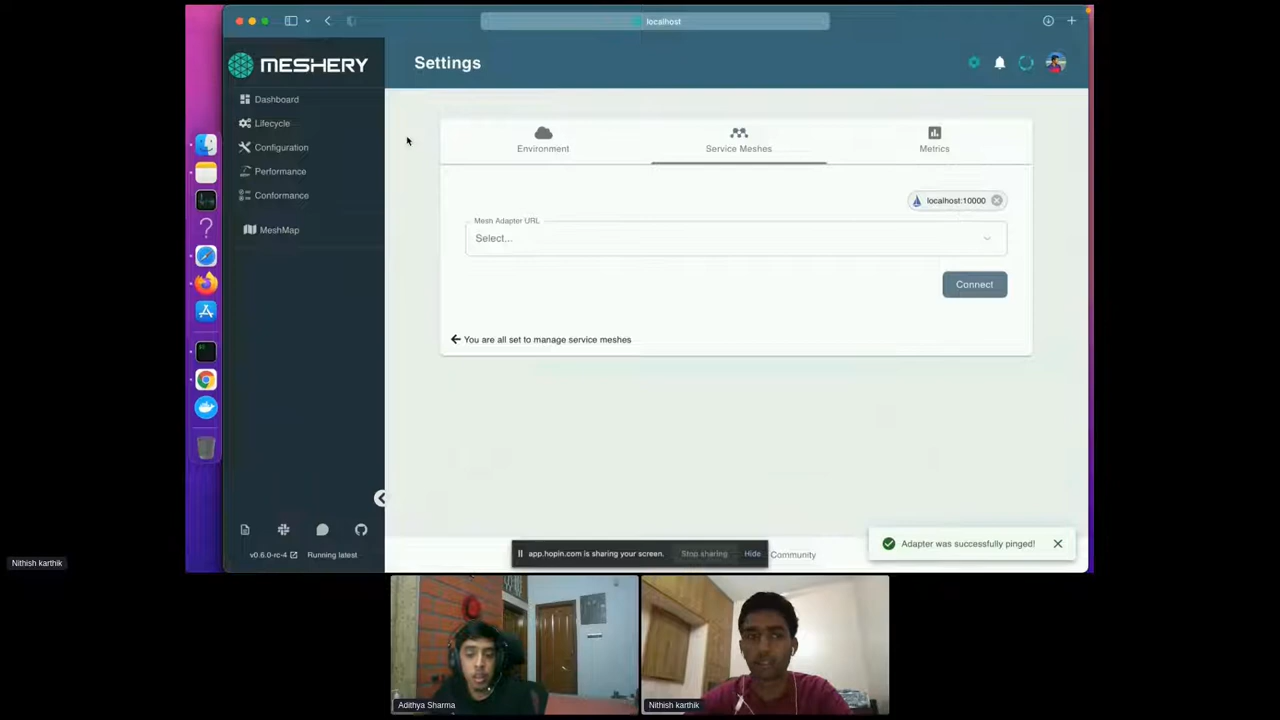 localhost
MESHERY
Settings
Dashboard
Lifecycle
Configuration
Performance
Conformance
MeshMap
Environment
Service Meshes
Metrics
localhost:10000
Mesh Adapter URL
Select...
Connect
You are all set to manage service meshes
v0.6.0-rc-4
Running latest
app.hopin.com is sharing your screen.
Stop sharing
Hide
Community
Adapter was successfully pinged!
Nithish karthik
Adithya Sharma
Nithish karthik